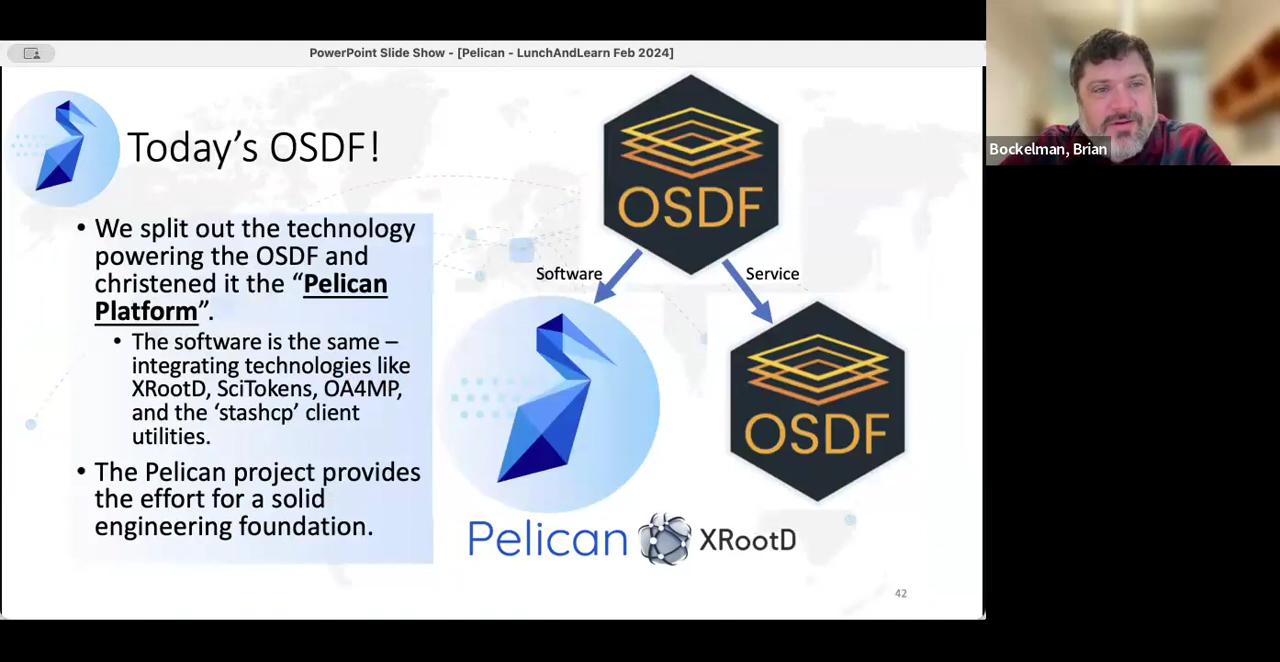 PowerPoint Slide Show - [Pelican - LunchAndLearn Feb 2024]
Bockelman, Brian
Today's OSDF!
• We split out the technology
powering the OSDF and
christened it the “Pelican
Platform”.
• The software is the same –
integrating technologies like
XRootD, SciTokens, OA4MP,
and the ‘stashcp’ client
utilities.
• The Pelican project provides
the effort for a solid
engineering foundation.
OSDF
Software
Service
OSDF
Pelican
XRootD
42